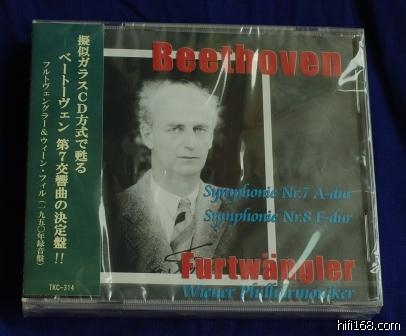 擬似ガラスCD方式で甦る
ベートーヴェン 第7交響曲の決定盤!!
フルトヴェングラー&ウィーン・フィル(一九五〇年録音盤)
TKC-314
Beethoven
Symphonie Nr.7 A-dur
Symphonie Nr.8 F-dur
Furtwängler
Wiener Philharmoniker
hifi168.com